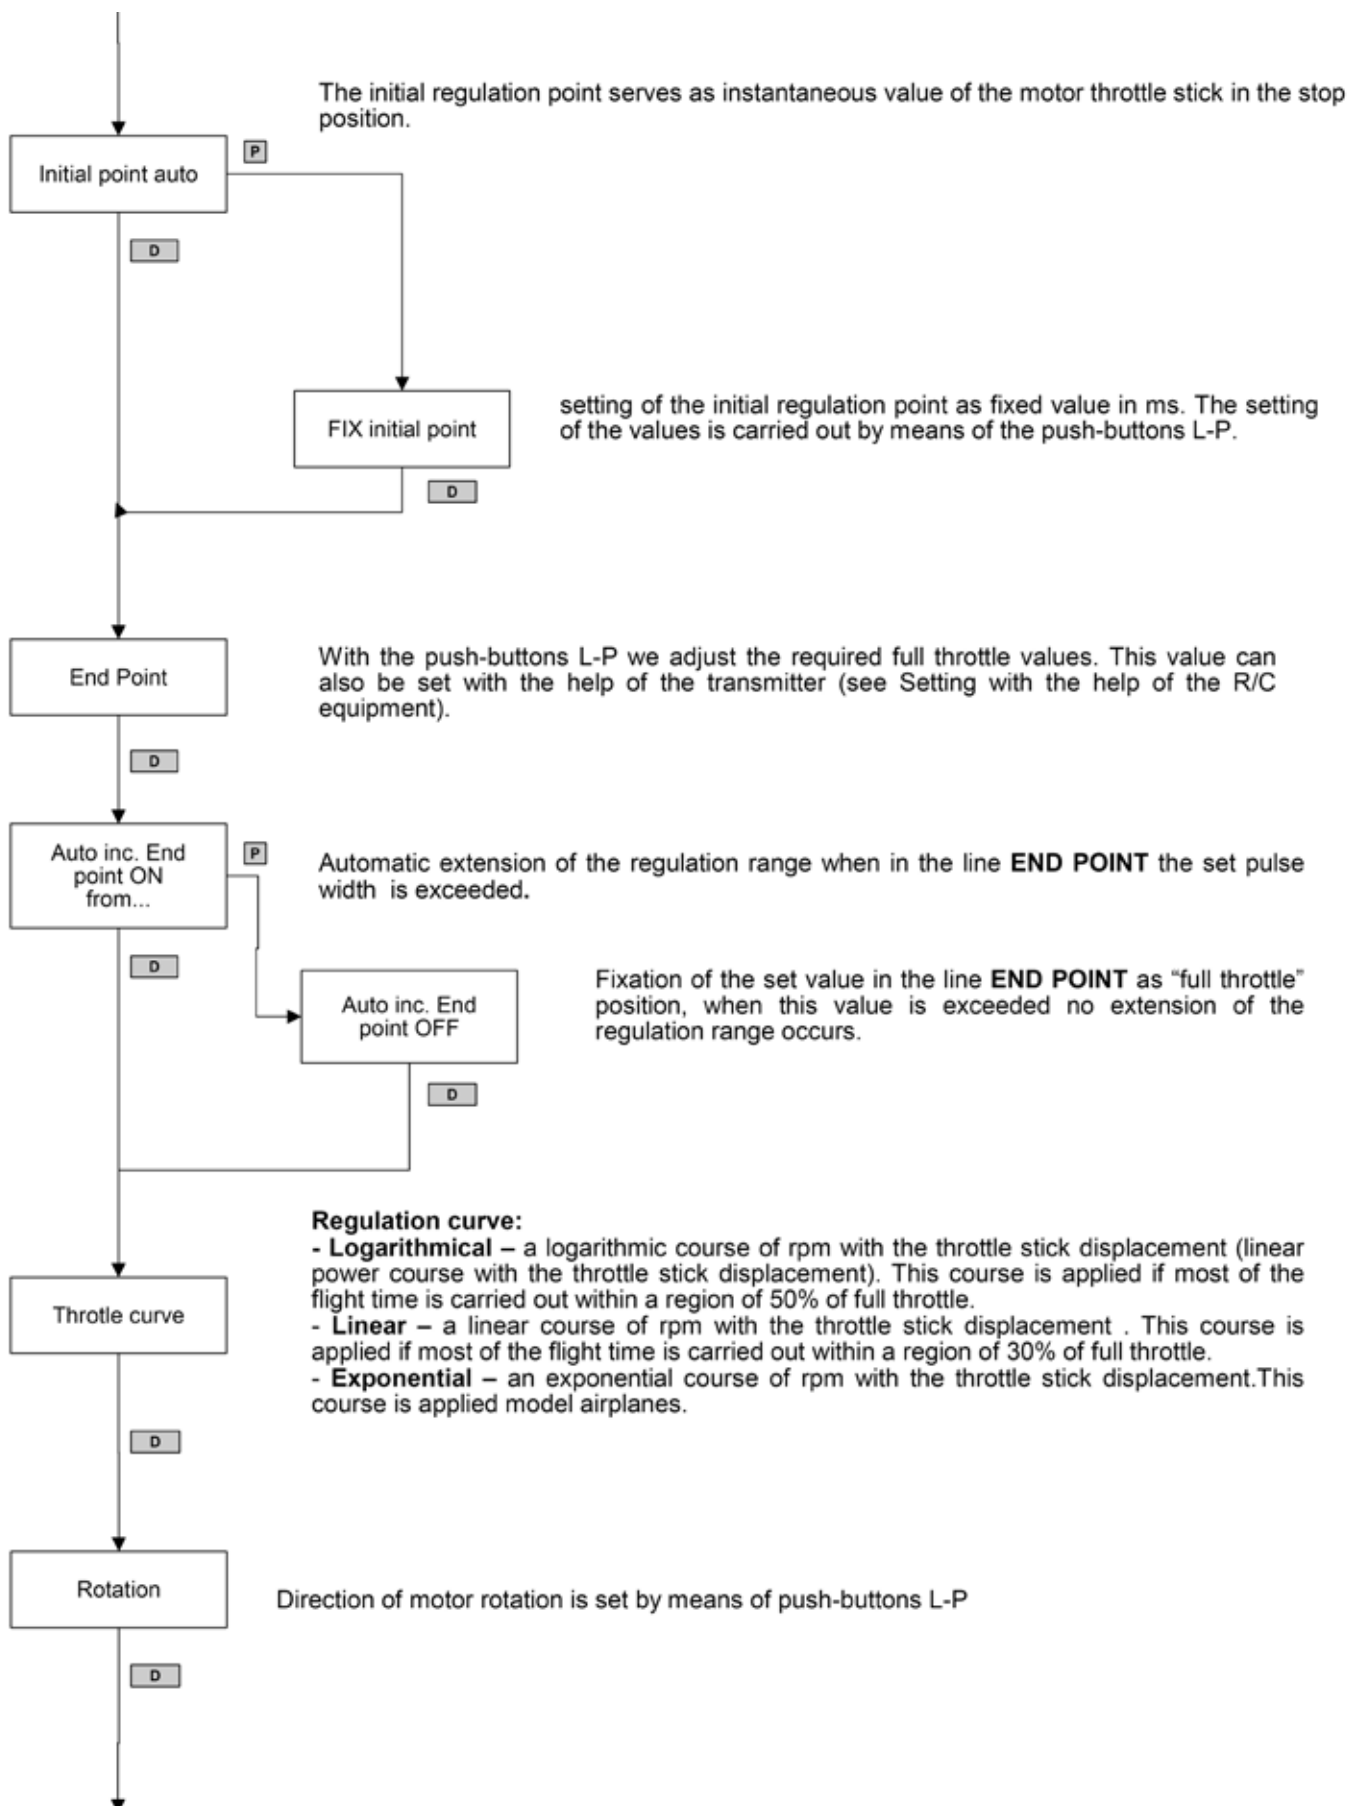 The initial regulation point serves as instantaneous value of the motor throttle stick in the stop
position.
P
Initial point auto
D
FIX initial point
setting of the initial regulation point as fixed value in ms. The setting
of the values is carried out by means of the push-buttons L-P.
D
End Point
With the push-buttons L-P we adjust the required full throttle values. This value can
also be set with the help of the transmitter (see Setting with the help of the R/C
equipment).
D
Auto inc. End
point ON
from...
P
Automatic extension of the regulation range when in the line END POINT the set pulse
width is exceeded.
D
Auto inc. End
point OFF
Fixation of the set value in the line END POINT as “full throttle”
position, when this value is exceeded no extension of the
regulation range occurs.
D
Regulation curve:
- Logarithmical – a logarithmic course of rpm with the throttle stick displacement (linear
power course with the throttle stick displacement). This course is applied if most of the
flight time is carried out within a region of 50% of full throttle.
- Linear – a linear course of rpm with the throttle stick displacement . This course is
applied if most of the flight time is carried out within a region of 30% of full throttle.
- Exponential – an exponential course of rpm with the throttle stick displacement.This
course is applied model airplanes.
Throtle curve
D
Rotation
Direction of motor rotation is set by means of push-buttons L-P
D